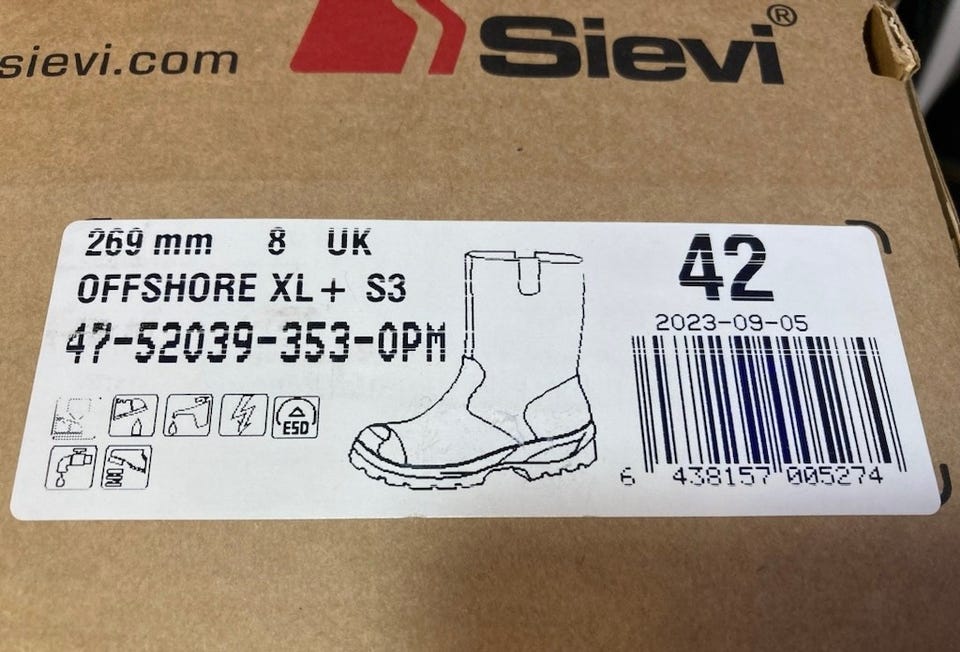 sievi.com
Sievi®
269 mm 8 UK
OFFSHORE XL+ S3
47-52039-353-0PM
ESD
42
2023-09-05
6 438157 005274